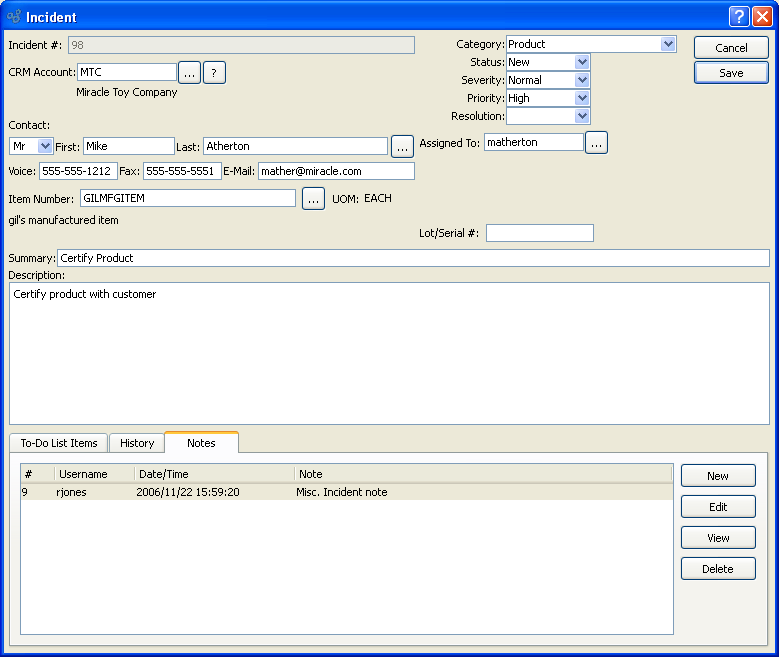 Incident
?
Incident #: 98
CRM Account: MTC ... ?
Miracle Toy Company
Category: Product
Status: New
Severity: Normal
Priority: High
Resolution:
Cancel
Save
Contact:
Mr First: Mike Last: Atherton ...
Assigned To: matherton ...
Voice: 555-555-1212 Fax: 555-555-5551 E-Mail: mather@miracle.com
Item Number: GILMFGITEM ... UOM: EACH
gil's manufactured item
Lot/Serial #:
Summary: Certify Product
Description:
Certify product with customer
To-Do List Items History Notes
# Username Date/Time Note
9 rjones 2006/11/22 15:59:20 Misc. Incident note
New
Edit
View
Delete